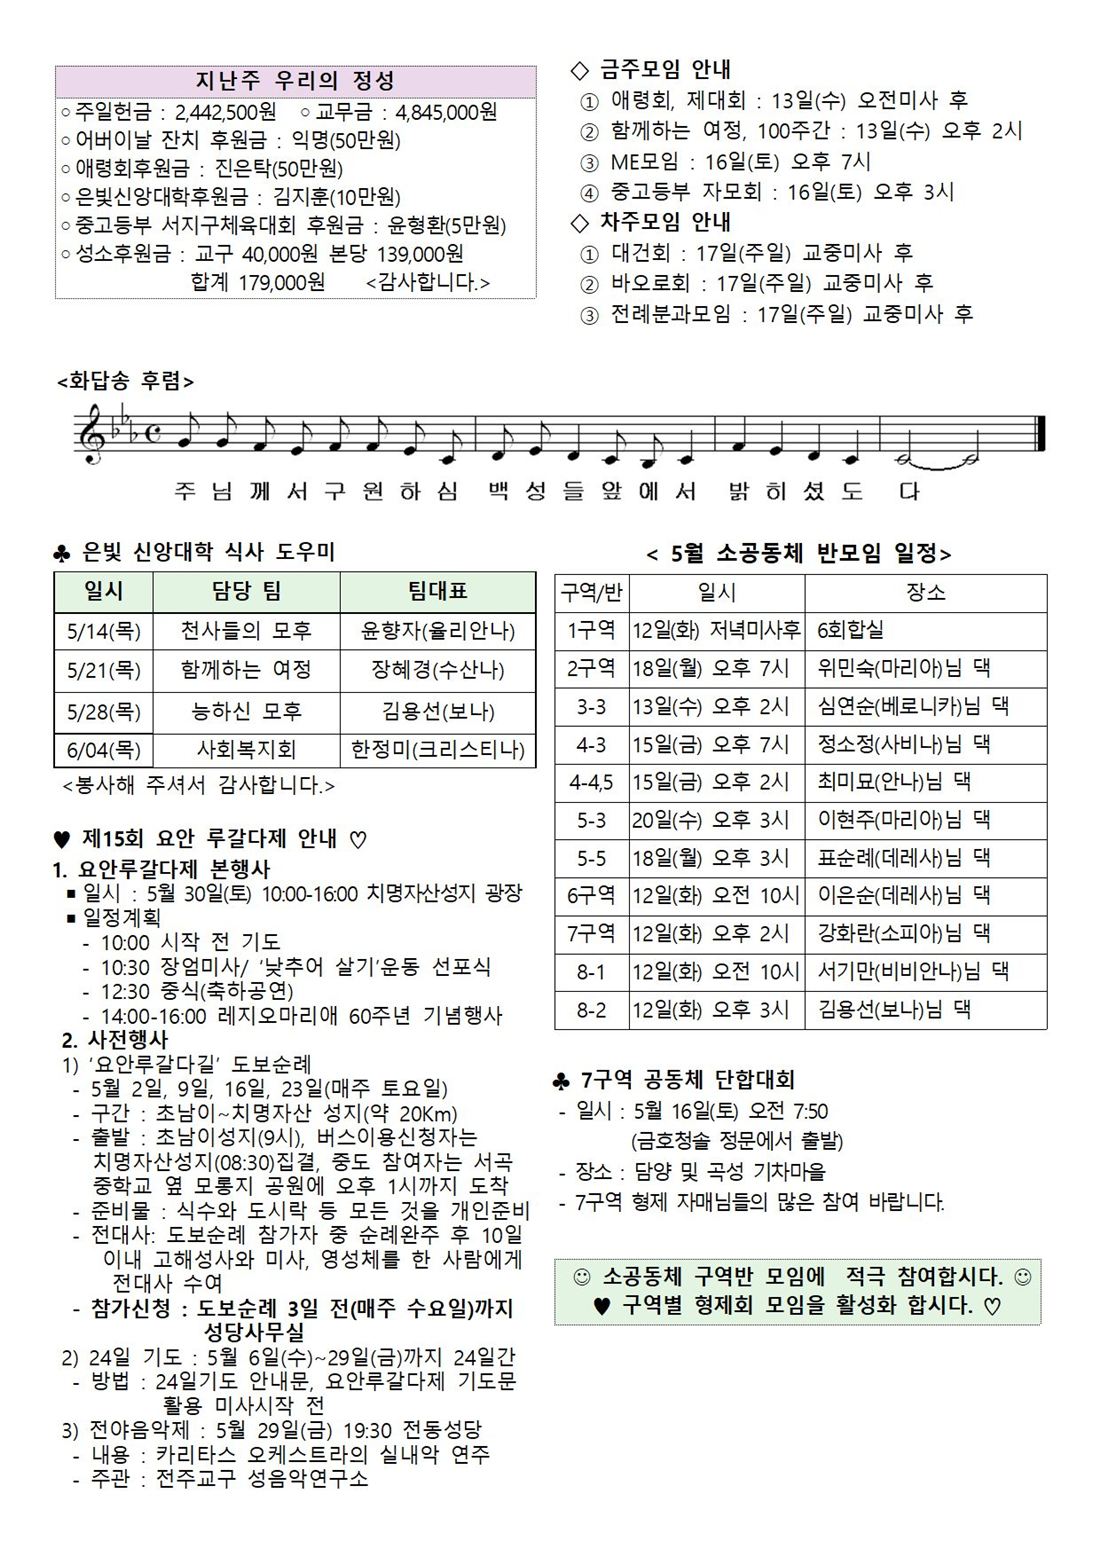 지난주 우리의 정성
○ 주일헌금 : 2,442,500원 ○ 교무금 : 4,845,000원
○ 어버이날 잔치 후원금 : 익명(50만원)
○ 애령회후원금 : 진은탁(50만원)
○ 은빛신앙대학후원금 : 김지훈(10만원)
○ 중고등부 서지구체육대회 후원금 : 윤형환(5만원)
○ 성소후원금 : 교구 40,000원 본당 139,000원
합계 179,000원 <감사합니다.>
◇ 금주모임 안내
① 애령회, 제대회 : 13일(수) 오전미사 후
② 함께하는 여정, 100주간 : 13일(수) 오후 2시
③ ME모임 : 16일(토) 오후 7시
④ 중고등부 자모회 : 16일(토) 오후 3시
◇ 차주모임 안내
① 대건회 : 17일(주일) 교중미사 후
② 바오로회 : 17일(주일) 교중미사 후
③ 전례분과모임 : 17일(주일) 교중미사 후
<화답송 후렴>
주 님 께 서 구 원 하 심 백 성 들 앞 에 서 밝 히 셨 도 다
♣ 은빛 신앙대학 식사 도우미
일시 담당 팀 팀대표
5/14(목) 천사들의 모후 윤향자(율리안나)
5/21(목) 함께하는 여정 장혜경(수산나)
5/28(목) 능하신 모후 김용선(보나)
6/04(목) 사회복지회 한정미(크리스티나)
<봉사해 주셔서 감사합니다.>
♥ 제15회 요안 루갈다제 안내 ♡
1. 요안루갈다제 본행사
■ 일시 : 5월 30일(토) 10:00-16:00 치명자산성지 광장
■ 일정계획
- 10:00 시작 전 기도
- 10:30 장엄미사/ ‘낮추어 살기’운동 선포식
- 12:30 중식(축하공연)
- 14:00-16:00 레지오마리애 60주년 기념행사
2. 사전행사
1) ‘요안루갈다길’ 도보순례
- 5월 2일, 9일, 16일, 23일(매주 토요일)
- 구간 : 초남이~치명자산 성지(약 20Km)
- 출발 : 초남이성지(9시), 버스이용신청자는
치명자산성지(08:30)집결, 중도 참여자는 서곡
중학교 옆 모롱지 공원에 오후 1시까지 도착
- 준비물 : 식수와 도시락 등 모든 것을 개인준비
- 전대사: 도보순례 참가자 중 순례완주 후 10일
이내 고해성사와 미사, 영성체를 한 사람에게
전대사 수여
- 참가신청 : 도보순례 3일 전(매주 수요일)까지
성당사무실
2) 24일 기도 : 5월 6일(수)~29일(금)까지 24일간
- 방법 : 24일기도 안내문, 요안루갈다제 기도문
활용 미사시작 전
3) 전야음악제 : 5월 29일(금) 19:30 전동성당
- 내용 : 카리타스 오케스트라의 실내악 연주
- 주관 : 전주교구 성음악연구소
< 5월 소공동체 반모임 일정>
구역/반 일시 장소
1구역 12일(화) 저녁미사후 6회합실
2구역 18일(월) 오후 7시 위민숙(마리아)님 댁
3-3 13일(수) 오후 2시 심연순(베로니카)님 댁
4-3 15일(금) 오후 7시 정소정(사비나)님 댁
4-4,5 15일(금) 오후 2시 최미묘(안나)님 댁
5-3 20일(수) 오후 3시 이현주(마리아)님 댁
5-5 18일(월) 오후 3시 표순례(데레사)님 댁
6구역 12일(화) 오전 10시 이은순(데레사)님 댁
7구역 12일(화) 오후 2시 강화란(소피아)님 댁
8-1 12일(화) 오전 10시 서기만(비비안나)님 댁
8-2 12일(화) 오후 3시 김용선(보나)님 댁
♣ 7구역 공동체 단합대회
- 일시 : 5월 16일(토) 오전 7:50
(금호청솔 정문에서 출발)
- 장소 : 담양 및 곡성 기차마을
- 7구역 형제 자매님들의 많은 참여 바랍니다.
☺ 소공동체 구역반 모임에 적극 참여합시다. ☺
♥ 구역별 형제회 모임을 활성화 합시다. ♡